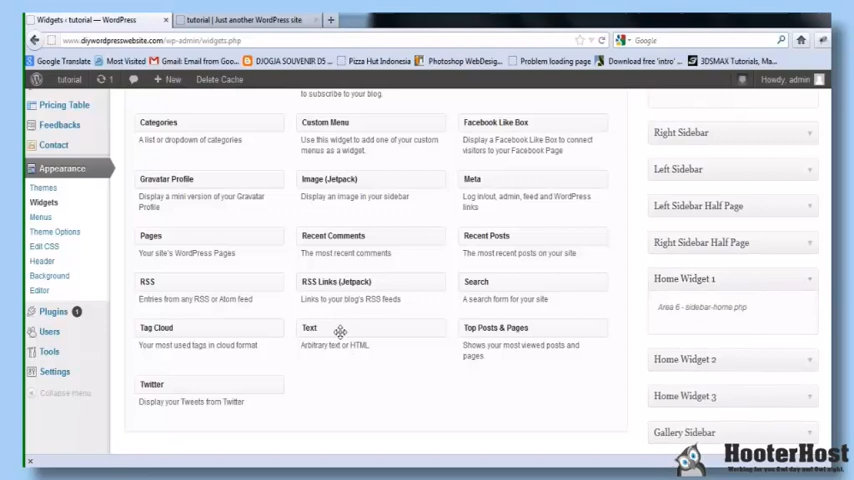 Widgets ‹ tutorial — WordPress
tutorial | Just another WordPress site
www.diywordpresswebsite.com/wp-admin/widgets.php
Google
Google Translate
Most Visited
Email from Goo...
DJOGJA SOUVENIR DS ...
Pizza Hut Indonesia
Photoshop WebDesig...
Problem loading page
Download free 'intro' ...
3DSMAX Tutorials, Ma...
tutorial
1
New
Delete Cache
Howdy, admin
Pricing Table
Feedbacks
Contact
Appearance
Themes
Widgets
Menus
Theme Options
Edit CSS
Header
Background
Editor
Plugins 1
Users
Tools
Settings
Collapse menu
to subscribe to your blog.
Categories
A list or dropdown of categories
Custom Menu
Use this widget to add one of your custom
menus as a widget.
Facebook Like Box
Display a Facebook Like Box to connect
visitors to your Facebook Page
Gravatar Profile
Display a mini version of your Gravatar
Profile
Image (Jetpack)
Display an image in your sidebar
Meta
Log in/out, admin, feed and WordPress
links
Pages
Your site's WordPress Pages
Recent Comments
The most recent comments
Recent Posts
The most recent posts on your site
RSS
Entries from any RSS or Atom feed
RSS Links (Jetpack)
Links to your blog's RSS feeds
Search
A search form for your site
Tag Cloud
Your most used tags in cloud format
Text
Arbitrary text or HTML.
Top Posts & Pages
Shows your most viewed posts and
pages.
Twitter
Display your Tweets from Twitter
Right Sidebar
Left Sidebar
Left Sidebar Half Page
Right Sidebar Half Page
Home Widget 1
Area 6 - sidebar-home.php
Home Widget 2
Home Widget 3
Gallery Sidebar
HooterHost
Working for you Owl day and Owl night.